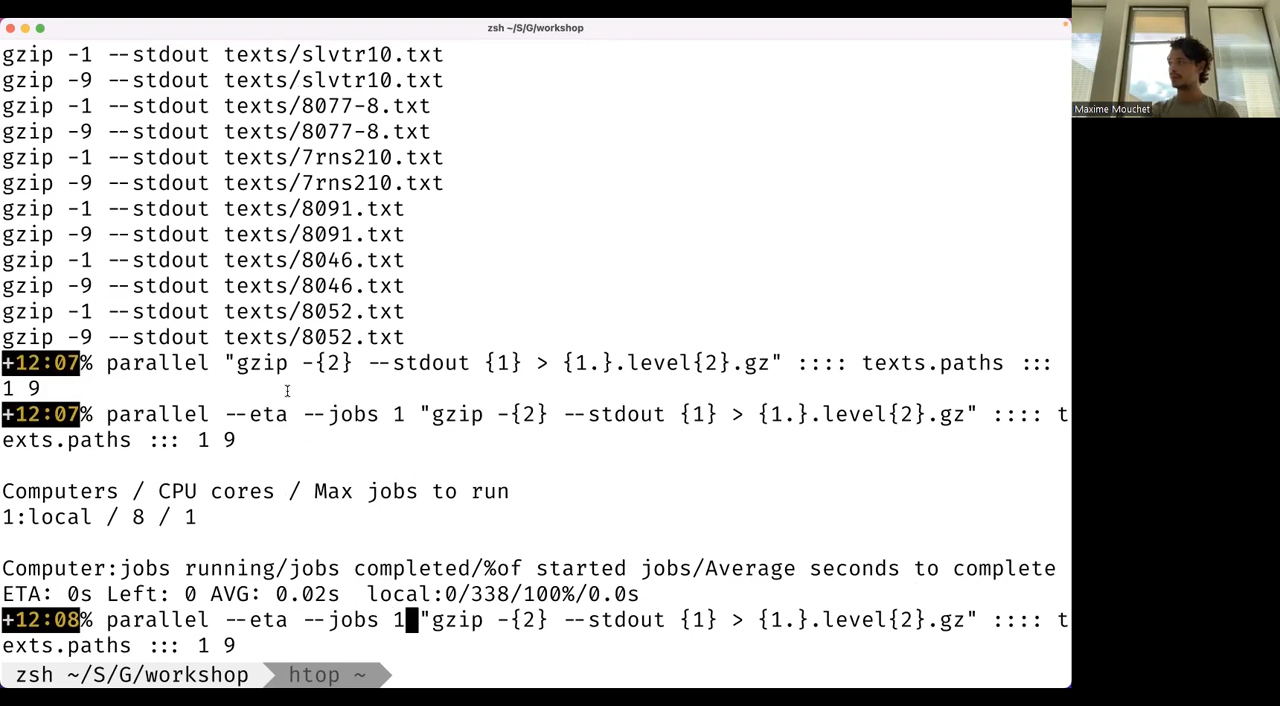 zsh ~/S/G/workshop
gzip -1 --stdout texts/slvtr10.txt
gzip -9 --stdout texts/slvtr10.txt
gzip -1 --stdout texts/8077-8.txt
gzip -9 --stdout texts/8077-8.txt
gzip -1 --stdout texts/7rns210.txt
gzip -9 --stdout texts/7rns210.txt
gzip -1 --stdout texts/8091.txt
gzip -9 --stdout texts/8091.txt
gzip -1 --stdout texts/8046.txt
gzip -9 --stdout texts/8046.txt
gzip -1 --stdout texts/8052.txt
gzip -9 --stdout texts/8052.txt
+12:07% parallel "gzip -{2} --stdout {1} > {1.}.level{2}.gz" :::: texts.paths :::
1 9
+12:07% parallel --eta --jobs 1 "gzip -{2} --stdout {1} > {1.}.level{2}.gz" :::: t
exts.paths ::: 1 9
Computers / CPU cores / Max jobs to run
1:local / 8 / 1
Computer:jobs running/jobs completed/%of started jobs/Average seconds to complete
ETA: 0s Left: 0 AVG: 0.02s  local:0/338/100%/0.0s
+12:08% parallel --eta --jobs 1 "gzip -{2} --stdout {1} > {1.}.level{2}.gz" :::: t
exts.paths ::: 1 9
zsh ~/S/G/workshop htop ~
Maxime Mouchet